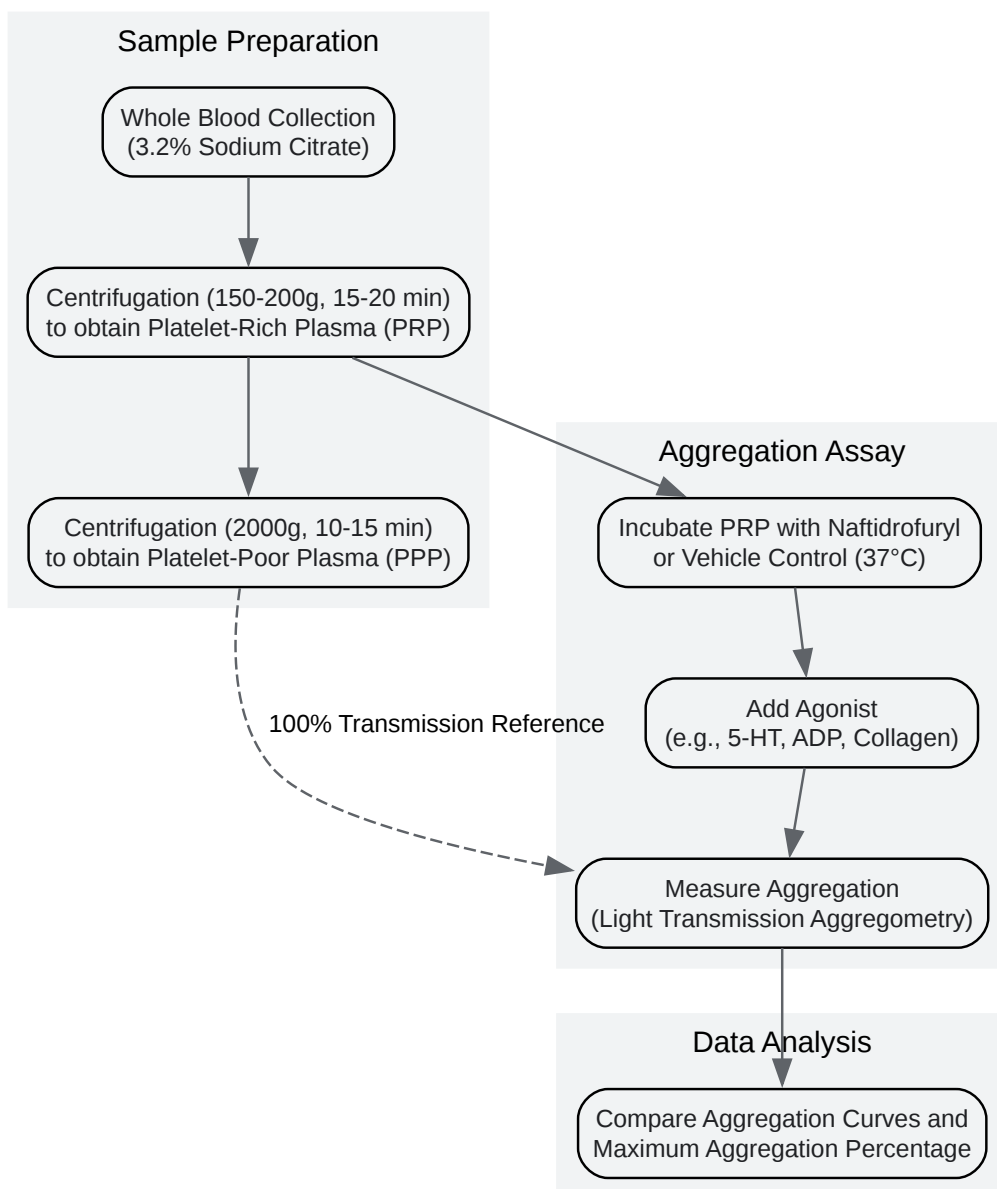 Sample Preparation
Whole Blood Collection
(3.2% Sodium Citrate)
Centrifugation (150-200g, 15-20 min)
to obtain Platelet-Rich Plasma (PRP)
Centrifugation (2000g, 10-15 min)
to obtain Platelet-Poor Plasma (PPP)
100% Transmission Reference
Aggregation Assay
Incubate PRP with Naftidrofuryl
or Vehicle Control (37°C)
Add Agonist
(e.g., 5-HT, ADP, Collagen)
Measure Aggregation
(Light Transmission Aggregometry)
Data Analysis
Compare Aggregation Curves and
Maximum Aggregation Percentage